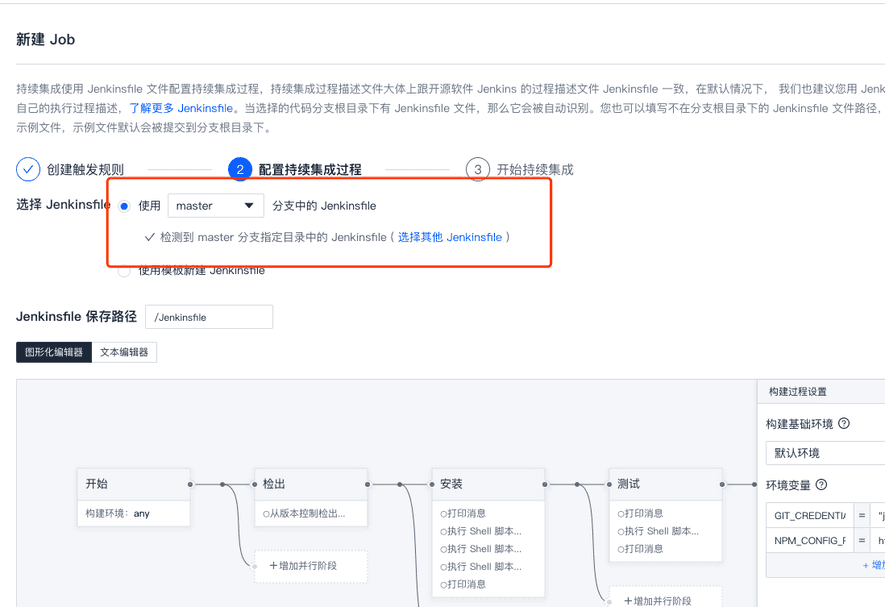 新建 Job
持续集成使用 Jenkinsfile 文件配置持续集成过程，持续集成过程描述文件大体上跟开源软件 Jenkins 的过程描述文件 Jenkinsfile 一致，在默认情况下， 我们也建议您用 Jenk
自己的执行过程描述，了解更多 Jenkinsfile。当选择的代码分支根目录下有 Jenkinsfile 文件，那么它会被自动识别。您也可以填写不在分支根目录下的 Jenkinsfile 文件路径，
示例文件，示例文件默认会被提交到分支根目录下。
创建触发规则 2 配置持续集成过程 3 开始持续集成
选择 Jenkinsfile 使用 master 分支中的 Jenkinsfile
检测到 master 分支指定目录中的 Jenkinsfile ( 选择其他 Jenkinsfile )
使用模板新建 Jenkinsfile
Jenkinsfile 保存路径 /Jenkinsfile
图形化编辑器 文本编辑器
构建过程设置
构建基础环境 ?
默认环境
环境变量 ?
GIT_CREDENTI = "j
NPM_CONFIG_F = h
+ 增加
开始
构建环境: any
检出
从版本控制检出...
+增加并行阶段
安装
打印消息
执行 Shell 脚本...
执行 Shell 脚本...
执行 Shell 脚本...
打印消息
测试
打印消息
执行 Shell 脚本...
打印消息
+增加并行阶段